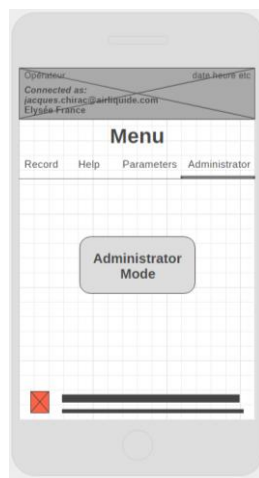 Opérateur date heure etc
Connected as:
jacques.chirac@airliquide.com
Elysée France
Menu
Record Help Parameters Administrator
Administrator
Mode